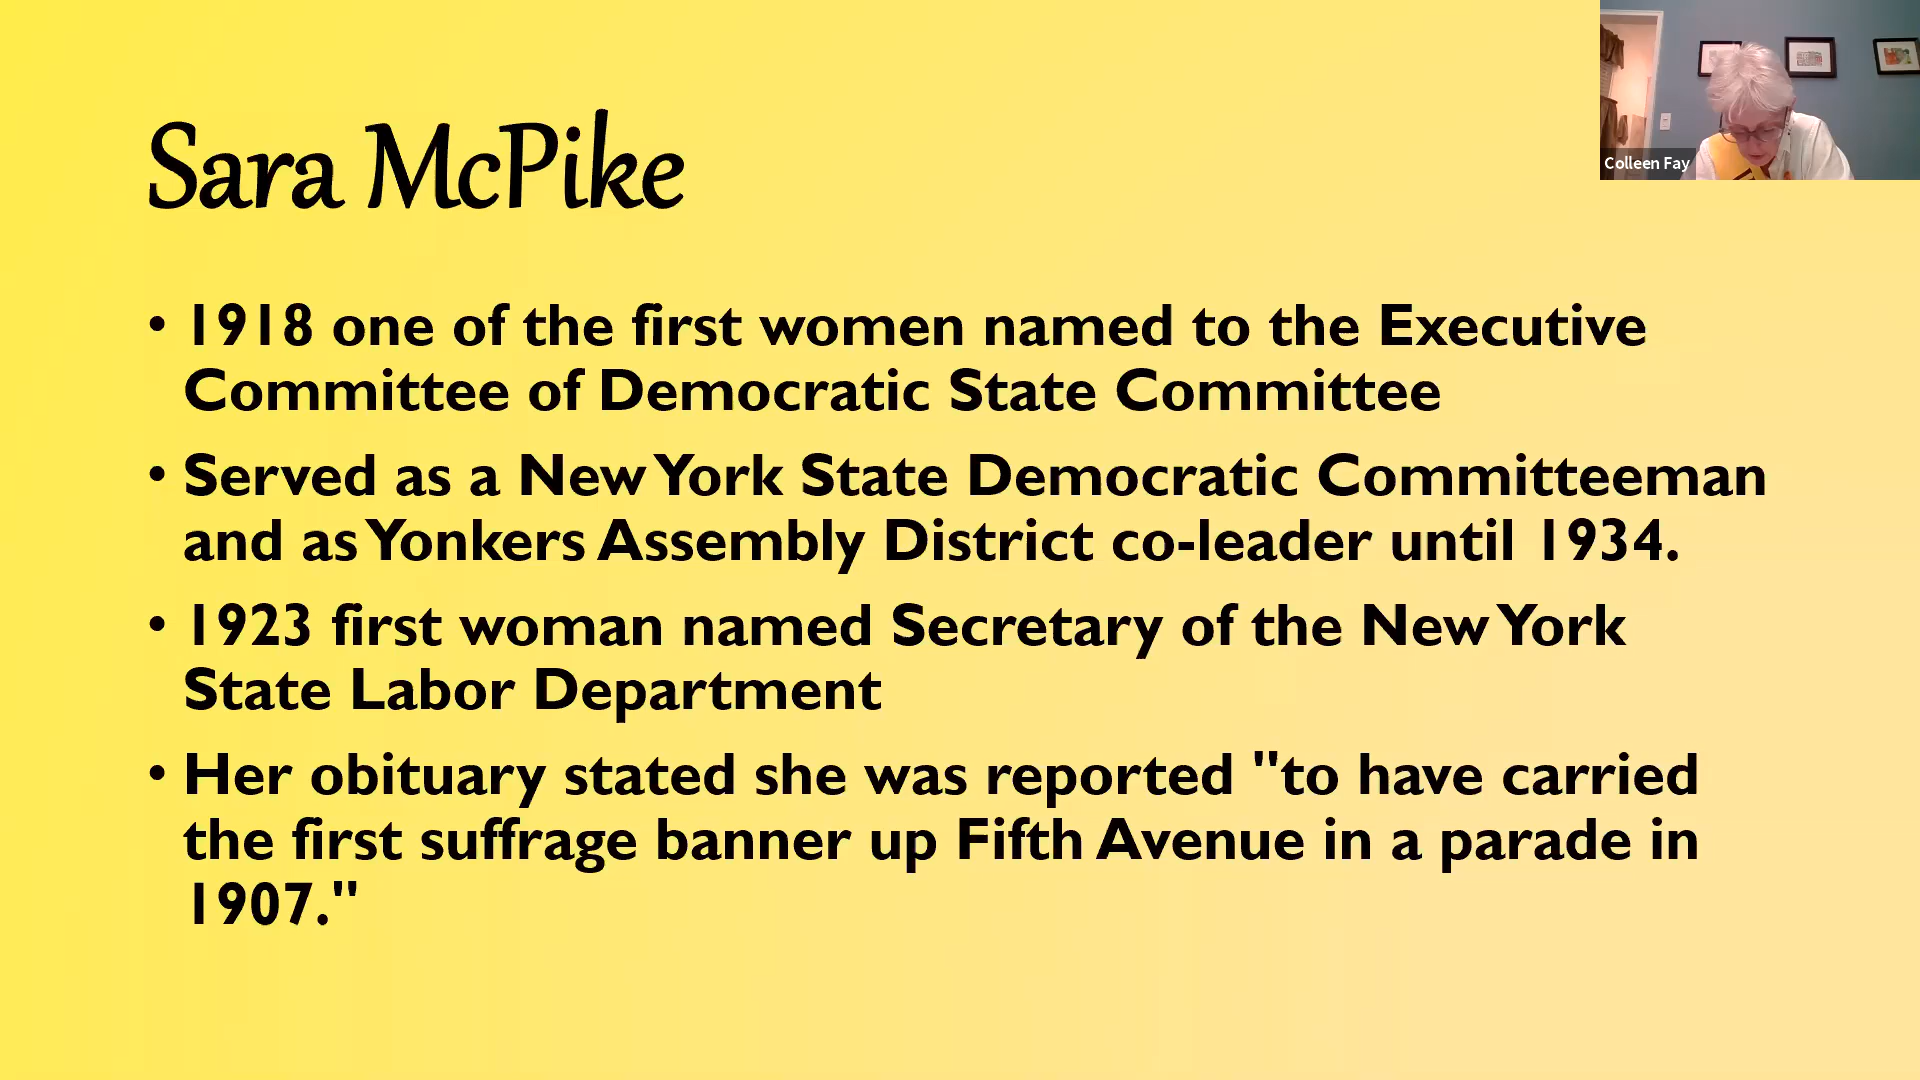 Sara McPike
• 1918 one of the first women named to the Executive
Committee of Democratic State Committee
• Served as a New York State Democratic Committeeman
and as Yonkers Assembly District co-leader until 1934.
• 1923 first woman named Secretary of the New York
State Labor Department
• Her obituary stated she was reported "to have carried
the first suffrage banner up Fifth Avenue in a parade in
1907."
Colleen Fay